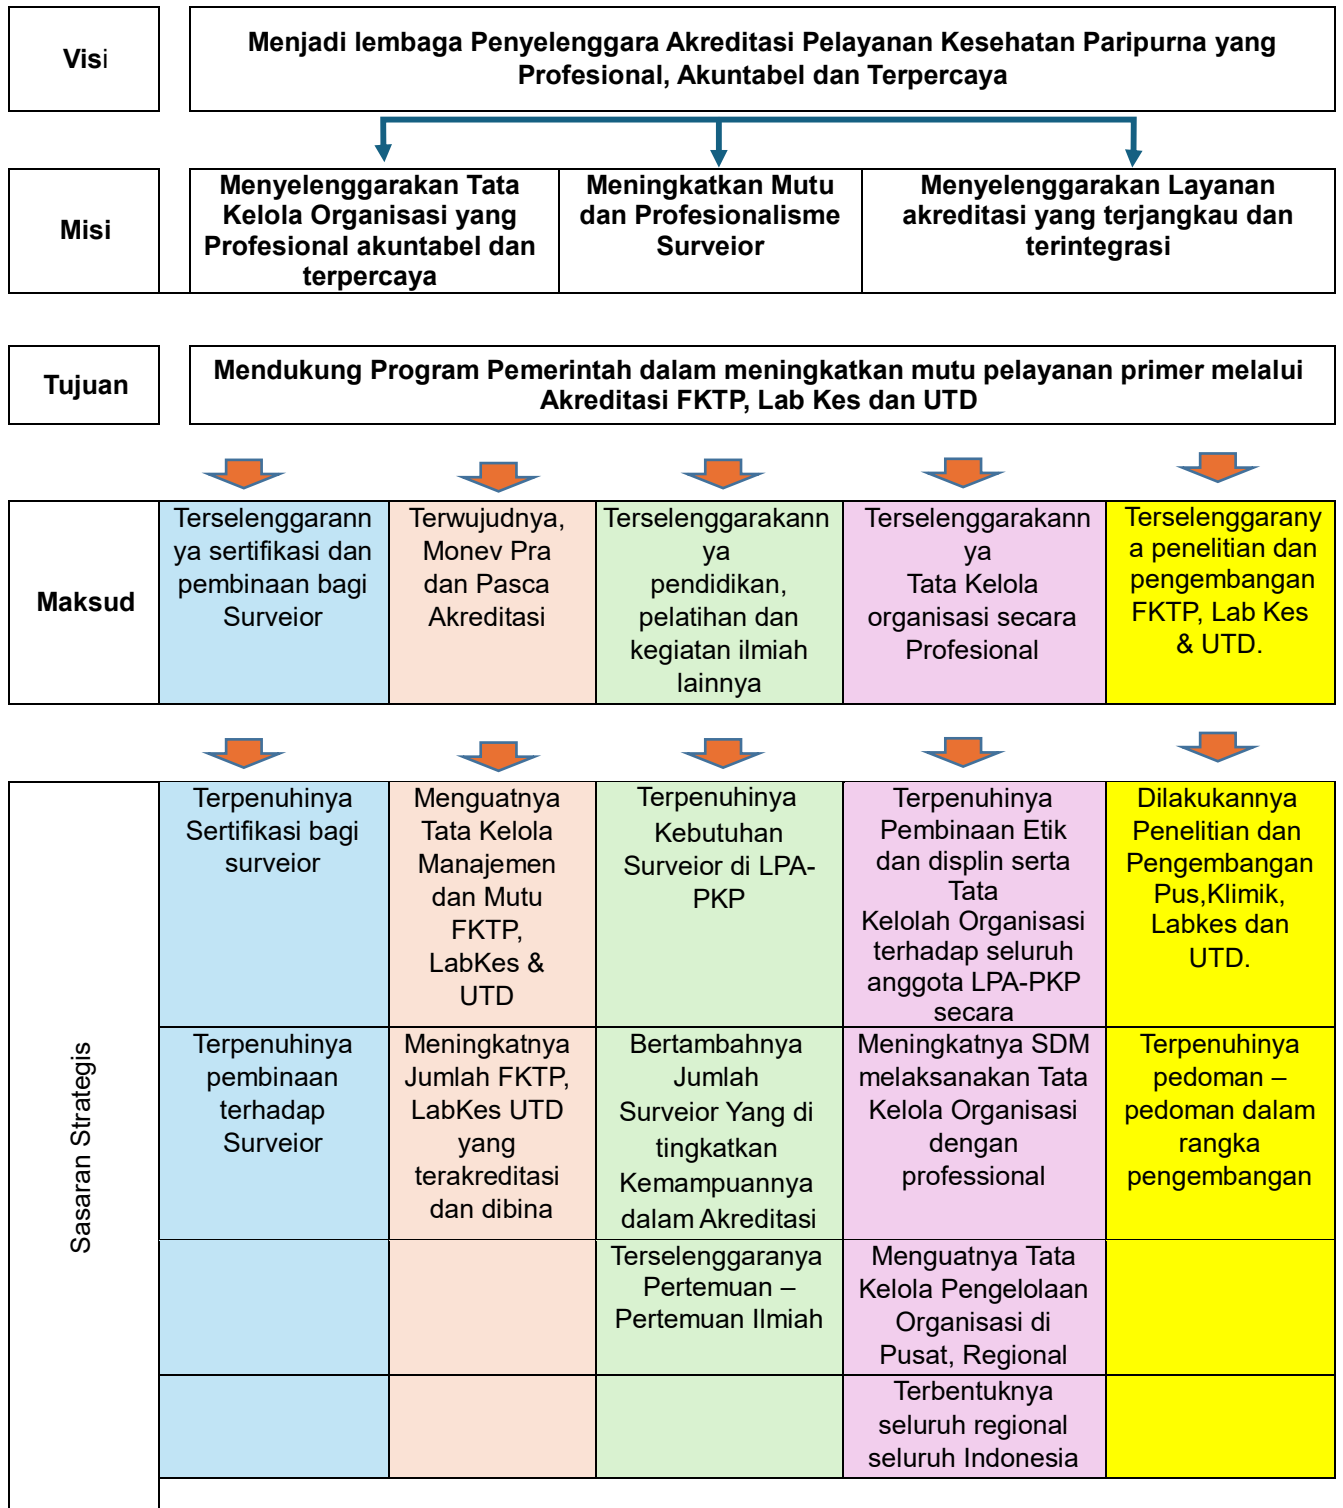 Visi
Menjadi lembaga Penyelenggara Akreditasi Pelayanan Kesehatan Paripurna yang
Profesional, Akuntabel dan Terpercaya
Misi
Menyelenggarakan Tata
Kelola Organisasi yang
Profesional akuntabel dan
terpercaya
Meningkatkan Mutu
dan Profesionalisme
Surveior
Menyelenggarakan Layanan
akreditasi yang terjangkau dan
terintegrasi
Tujuan
Mendukung Program Pemerintah dalam meningkatkan mutu pelayanan primer melalui
Akreditasi FKTP, Lab Kes dan UTD
Maksud
Terselenggarann
ya sertifikasi dan
pembinaan bagi
Surveior
Terwujudnya,
Monev Pra
dan Pasca
Akreditasi
Terselenggarakann
ya
pendidikan,
pelatihan dan
kegiatan ilmiah
lainnya
Terselenggarakann
ya
Tata Kelola
organisasi secara
Profesional
Terselenggarany
a penelitian dan
pengembangan
FKTP, Lab Kes
& UTD.
Sasaran Strategis
Terpenuhinya
Sertifikasi bagi
surveior
Menguatnya
Tata Kelola
Manajemen
dan Mutu
FKTP,
LabKes &
UTD
Terpenuhinya
Kebutuhan
Surveior di LPA-
PKP
Terpenuhinya
Pembinaan Etik
dan displin serta
Tata
Kelolah Organisasi
terhadap seluruh
anggota LPA-PKP
secara
Dilakukannya
Penelitian dan
Pengembangan
Pus,Klimik,
Labkes dan
UTD.
Terpenuhinya
pembinaan
terhadap
Surveior
Meningkatnya
Jumlah FKTP,
LabKes UTD
yang
terakreditasi
dan dibina
Bertambahnya
Jumlah
Surveior Yang di
tingkatkan
Kemampuannya
dalam Akreditasi
Meningkatnya SDM
melaksanakan Tata
Kelola Organisasi
dengan
professional
Terpenuhinya
pedoman –
pedoman dalam
rangka
pengembangan
Terselenggaranya
Pertemuan –
Pertemuan Ilmiah
Menguatnya Tata
Kelola Pengelolaan
Organisasi di
Pusat, Regional
Terbentuknya
seluruh regional
seluruh Indonesia